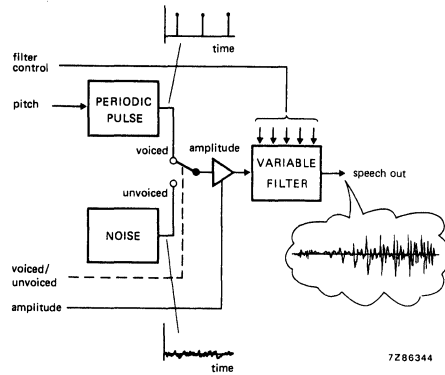 time
filter
control
pitch
PERIODIC
PULSE
voiced
amplitude
VARIABLE
FILTER
speech out
unvoiced
NOISE
voiced/
unvoiced
amplitude
time
7Z86344